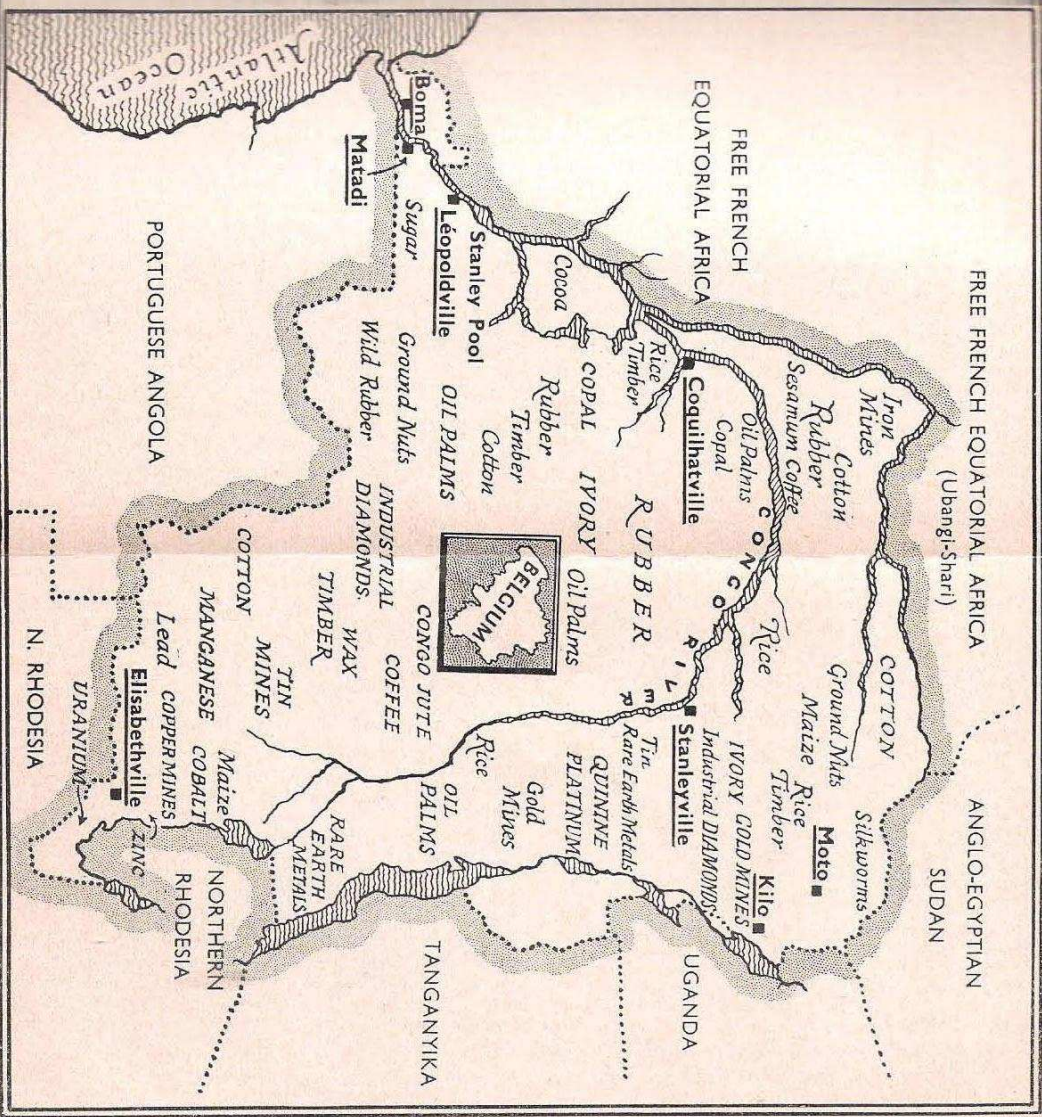 FREE FRENCH EQUATORIAL AFRICA
(Ubangi-Shari)
ANGLO-EGYPTIAN
SUDAN
FREE FRENCH
EQUATORIAL AFRICA
Iron
Mines
COTTON
Silkworms
Cotton
Rubber
Sesamum Coffee
Ground Nuts
Maize
Rice
Moto
Timber
Kilo
Oil Palms
Copal
CONGO RIVER
Rice
IVORY GOLD MINES
Industrial DIAMONDS
Coquilhatville
Stanleyville
UGANDA
Rice
Timber
RUBBER
Tin
Rare Earth Metals
QUININE
PLATINUM
Cocoa
COPAL
IVORY
Oil Palms
Rubber
Timber
Cotton
Gold
Mines
Stanley Pool
Léopoldville
OIL PALMS
BELGIUM
Rice
OIL
PALMS
Boma
Matadi
Sugar
Ground Nuts
Wild Rubber
CONGO JUTE
COFFEE
INDUSTRIAL
DIAMONDS.
WAX
TIMBER
RARE
EARTH
METALS
TANGANYIKA
Atlantic
Ocean
COTTON
TIN
MINES
MANGANESE
COBALT
Maize
Lead
COPPERMINES
Elisabethville
ZINC
NORTHERN
RHODESIA
PORTUGUESE ANGOLA
URANIUM
N. RHODESIA